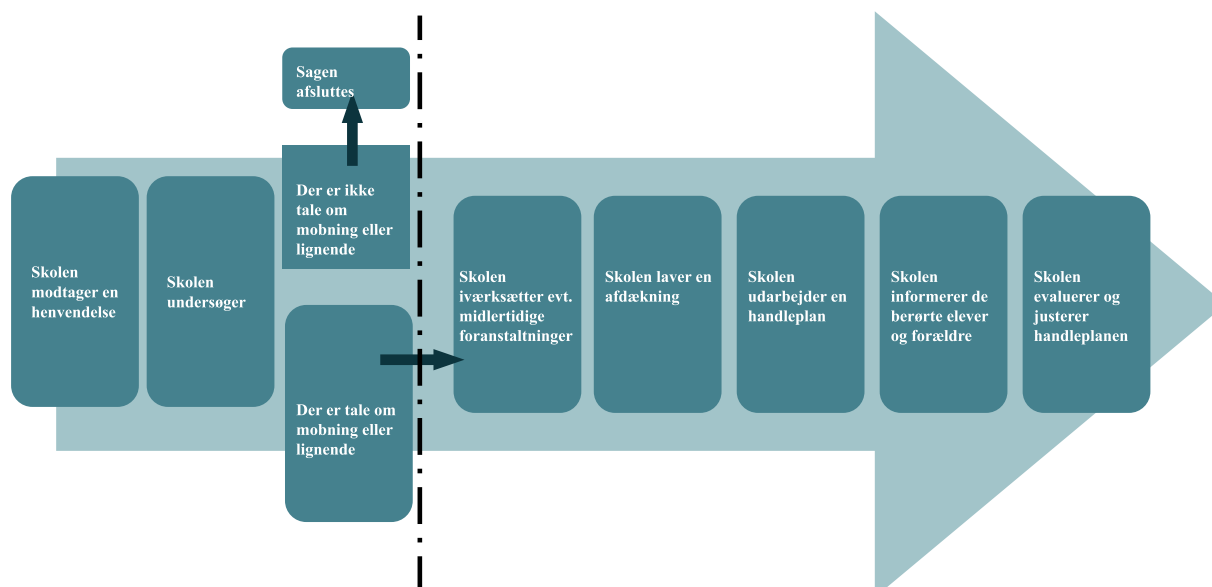 Sagen
afsluttes
Der er ikke
tale om
mobning eller
lignende
Skolen
modtager en
henvendelse
Skolen
undersøger
Der er tale om
mobning eller
lignende
Skolen
iværksætter evt.
midlertidige
foranstaltninger
Skolen laver en
afdækning
Skolen
udarbejder en
handleplan
Skolen
informerer de
berørte elever
og forældre
Skolen
evaluerer og
justerer
handleplanen